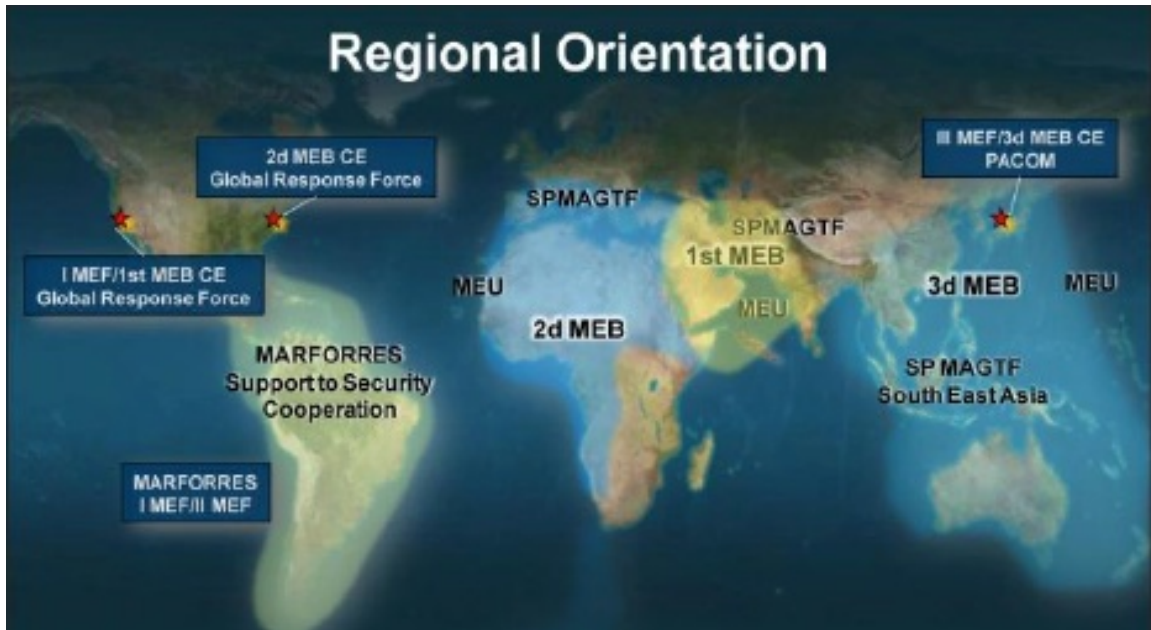 Regional Orientation
2d MEB CE
Global Response Force
III MEF/3d MEB CE
PACOM
I MEF/1st MEB CE
Global Response Force
SPMAGTF
SPMAGTF
1st MEB
MEU
MEU
2d MEB
3d MEB
MEU
SP MAGTF
South East Asia
MARFORRES
Support to Security
Cooperation
MARFORRES
I MEF/II MEF